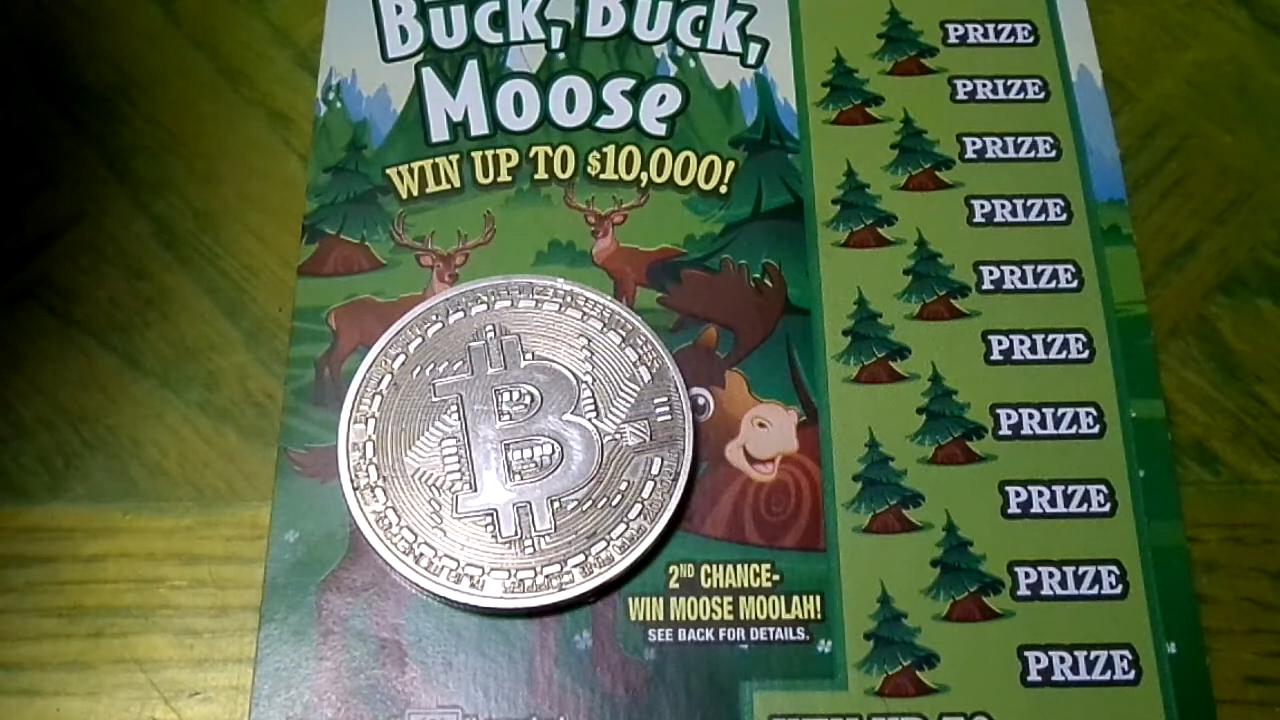 Buck, Buck,
Moose
WIN UP TO $10,000!
PRIZE
PRIZE
PRIZE
PRIZE
PRIZE
PRIZE
PRIZE
PRIZE
PRIZE
PRIZE
B
2ND CHANCE-
WIN MOOSE MOOLAH!
SEE BACK FOR DETAILS.